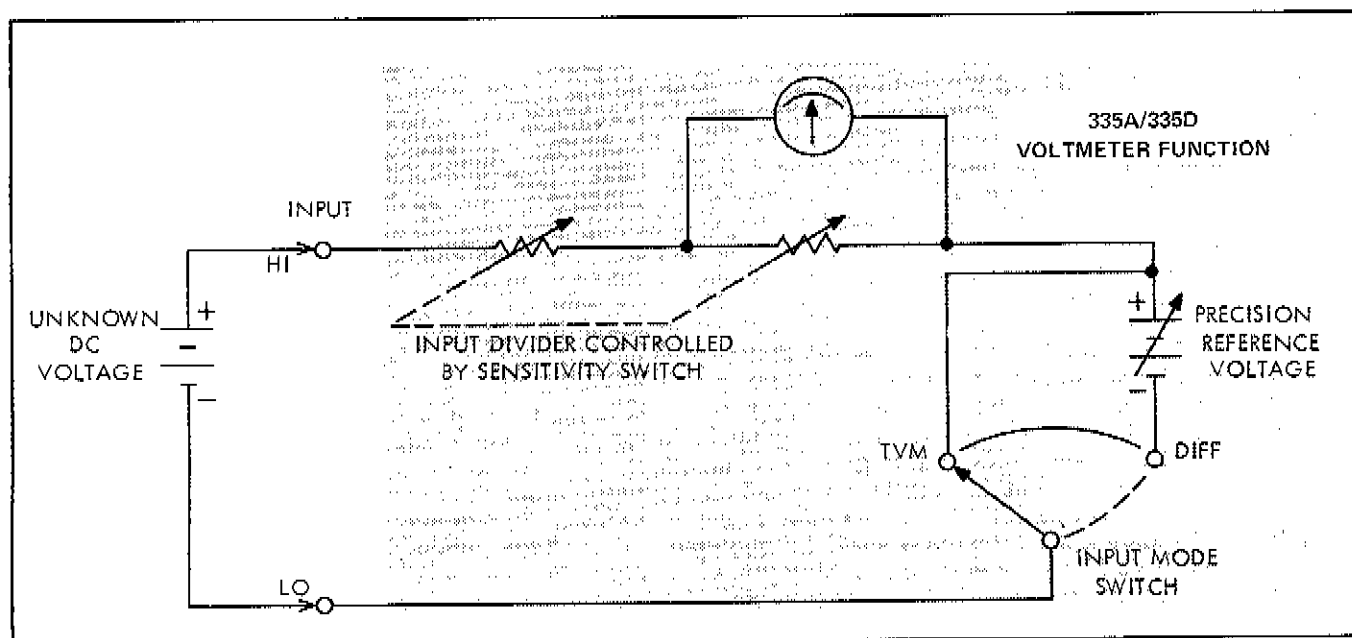 335A/335D
VOLTMETER FUNCTION
INPUT
HI
+
UNKNOWN
DC
VOLTAGE
−
INPUT DIVIDER CONTROLLED
BY SENSITIVITY SWITCH
+
PRECISION
REFERENCE
VOLTAGE
−
TVM
DIFF
INPUT MODE
SWITCH
LO